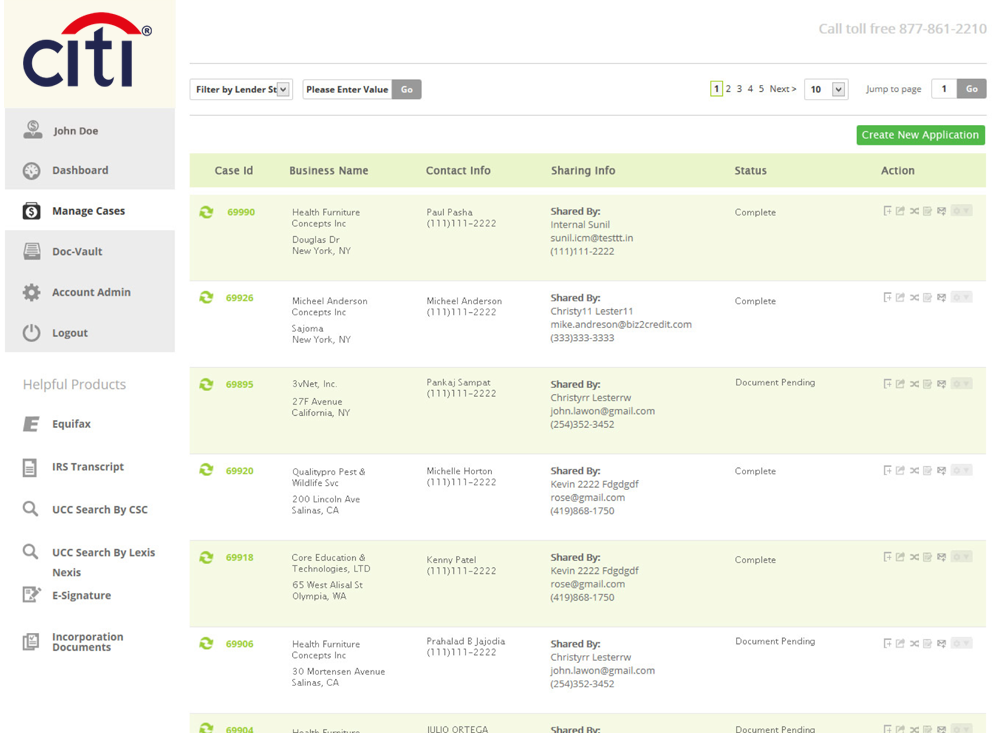 citi®
Call toll free 877-861-2210
Filter by Lender St
Please Enter Value
Go
1 2 3 4 5 Next >
10
Jump to page
1
Go
John Doe
Dashboard
Manage Cases
Doc-Vault
Account Admin
Logout
Helpful Products
Equifax
IRS Transcript
UCC Search By CSC
UCC Search By Lexis
Nexis
E-Signature
Incorporation
Documents
Create New Application
Case Id Business Name Contact Info Sharing Info Status Action
69990
Health Furniture
Concepts Inc
Douglas Dr
New York, NY
Paul Pasha
(111)111-2222
Shared By:
Internal Sunil
sunil.icm@testtt.in
(111)111-2222
Complete
69926
Micheel Anderson
Concepts Inc
Sajoma
New York, NY
Micheel Anderson
(111)111-2222
Shared By:
Christy11 Lester11
mike.andreson@biz2credit.com
(333)333-3333
Complete
69895
3vNet, Inc.
27F Avenue
California, NY
Pankaj Sampat
(111)111-2222
Shared By:
Christyrr Lesterrw
john.lawon@gmail.com
(254)352-3452
Document Pending
69920
Qualitypro Pest &
Wildlife Svc
200 Lincoln Ave
Salinas, CA
Michelle Horton
(111)111-2222
Shared By:
Kevin 2222 Fdgdgdf
rose@gmail.com
(419)868-1750
Complete
69918
Core Education &
Technologies, LTD
65 West Alisal St
Olympia, WA
Kenny Patel
(111)111-2222
Shared By:
Kevin 2222 Fdgdgdf
rose@gmail.com
(419)868-1750
Complete
69906
Health Furniture
Concepts Inc
30 Mortensen Avenue
Salinas, CA
Prahalad B Jajodia
(111)111-2222
Shared By:
Christyrr Lesterrw
john.lawon@gmail.com
(254)352-3452
Document Pending
69904
Health Furniture
JULIO ORTEGA
Shared By:
Document Pending